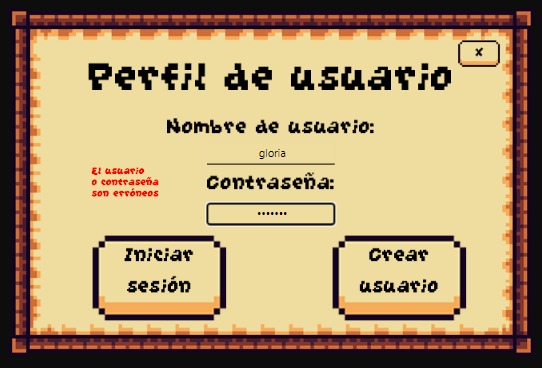 x
Perfil de usuario
Nombre de usuario:
gloria
El usuario
o contraseña
son erróneos
Contraseña:
•••••••
Iniciar
sesión
Crear
usuario